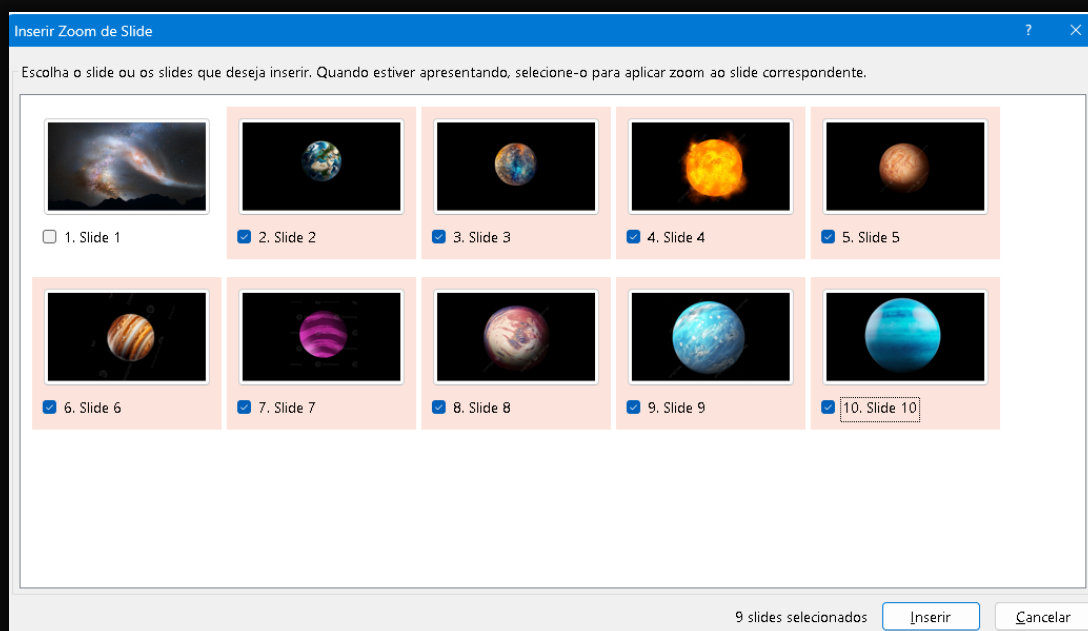 Inserir Zoom de Slide
?
Escolha o slide ou os slides que deseja inserir. Quando estiver apresentando, selecione-o para aplicar zoom ao slide correspondente.
1. Slide 1
2. Slide 2
3. Slide 3
4. Slide 4
5. Slide 5
6. Slide 6
7. Slide 7
8. Slide 8
9. Slide 9
10. Slide 10
9 slides selecionados
Inserir
Cancelar